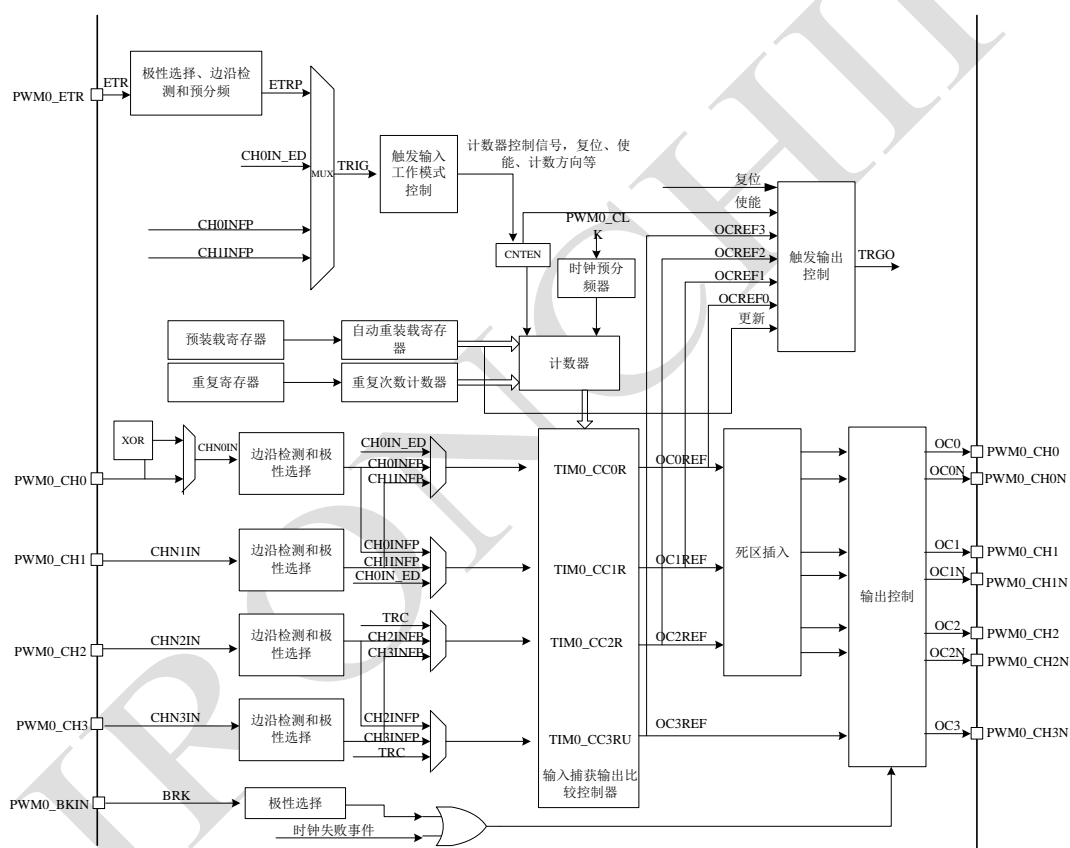 ETR
PWM0_ETR
极性选择、边沿检
测和预分频
ETRP
CH0IN_ED
CH0INFP
CH1INFP
MUX
TRIG
触发输入
工作模式
控制
计数器控制信号，复位、使
能、计数方向等
CNTEN
PWM0_CL
K
时钟预分
频器
复位
使能
OCREF3
OCREF2
OCREF1
OCREF0
更新
触发输出
控制
TRGO
预装载寄存器
自动重装载寄存
器
重复寄存器
重复次数计数器
计数器
XOR
CHN0IN
PWM0_CH0
边沿检测和极
性选择
CH0IN_ED
CH0INFP
CH1INFP
PWM0_CH1
CHN1IN
边沿检测和极
性选择
CH0INFP
CH1INFP
CH0IN_ED
PWM0_CH2
CHN2IN
边沿检测和极
性选择
TRC
CH2INFP
CH3INFP
PWM0_CH3
CHN3IN
边沿检测和极
性选择
CH2INFP
CH3INFP
TRC
PWM0_BKIN
BRK
极性选择
时钟失败事件
TIM0_CC0R
TIM0_CC1R
TIM0_CC2R
TIM0_CC3RU
输入捕获输出比
较控制器
OC0REF
OC1REF
OC2REF
OC3REF
死区插入
输出控制
OC0
PWM0_CH0
OC0N
PWM0_CH0N
OC1
PWM0_CH1
OC1N
PWM0_CH1N
OC2
PWM0_CH2
OC2N
PWM0_CH2N
OC3
PWM0_CH3N
IRONCHI